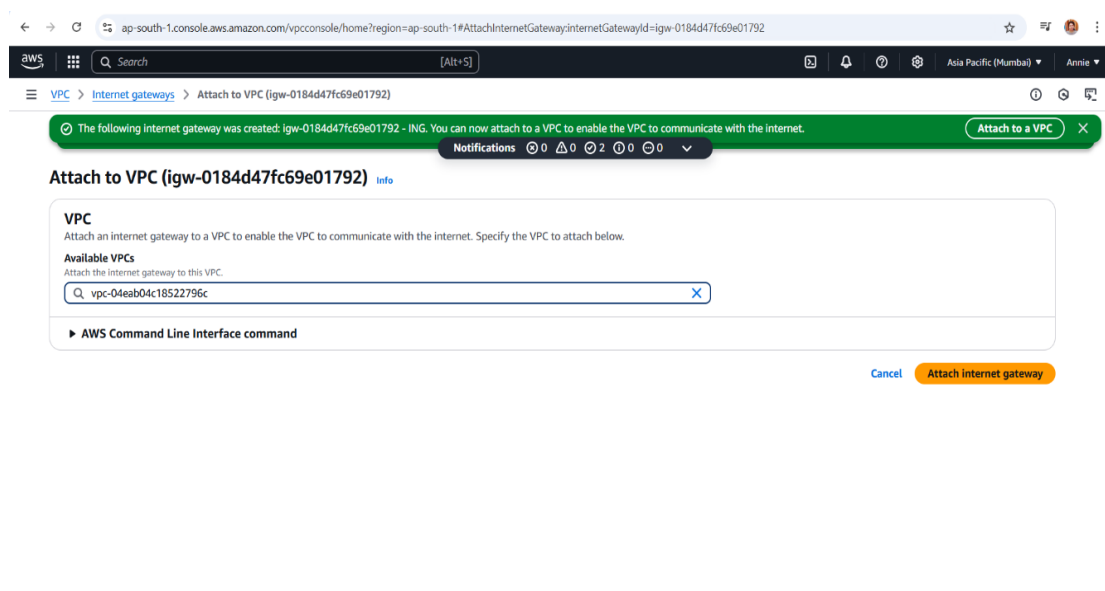 ap-south-1.console.aws.amazon.com/vpcconsole/home?region=ap-south-1#AttachInternetGateway:internetGatewayId=igw-0184d47fc69e01792
aws Search [Alt+S] Asia Pacific (Mumbai) ▼ Annie ▼
VPC > Internet gateways > Attach to VPC (igw-0184d47fc69e01792)
The following internet gateway was created: igw-0184d47fc69e01792 - ING. You can now attach to a VPC to enable the VPC to communicate with the internet. Attach to a VPC
Notifications 0 0 2 0 0
Attach to VPC (igw-0184d47fc69e01792) Info
VPC
Attach an internet gateway to a VPC to enable the VPC to communicate with the internet. Specify the VPC to attach below.
Available VPCs
Attach the internet gateway to this VPC.
vpc-04eab04c18522796c
▶ AWS Command Line Interface command
Cancel Attach internet gateway